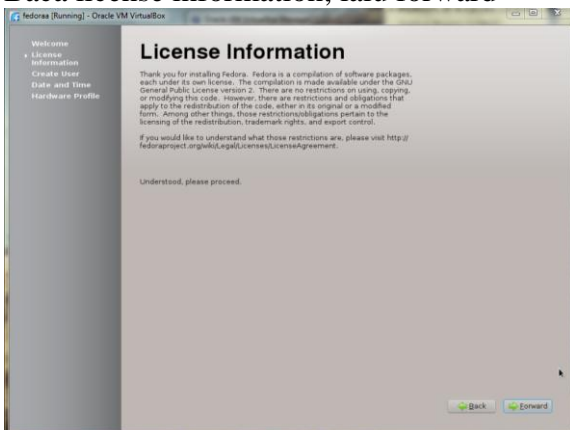 fedoraa [Running] - Oracle VM VirtualBox
Welcome
License
Information
Create User
Date and Time
Hardware Profile
License Information
Thank you for installing Fedora. Fedora is a compilation of software packages,
each under its own license. The compilation is made available under the GNU
General Public License version 2. There are no restrictions on using, copying,
or modifying this code. However, there are restrictions and obligations that
apply to the redistribution of the code, either in its original or a modified
form. Among other things, those restrictions/obligations pertain to the
licensing of the redistribution, trademark rights, and export control.
If you would like to understand what those restrictions are, please visit http://
fedoraproject.org/wiki/Legal/Licenses/LicenseAgreement.
Understood, please proceed.
Back
Forward